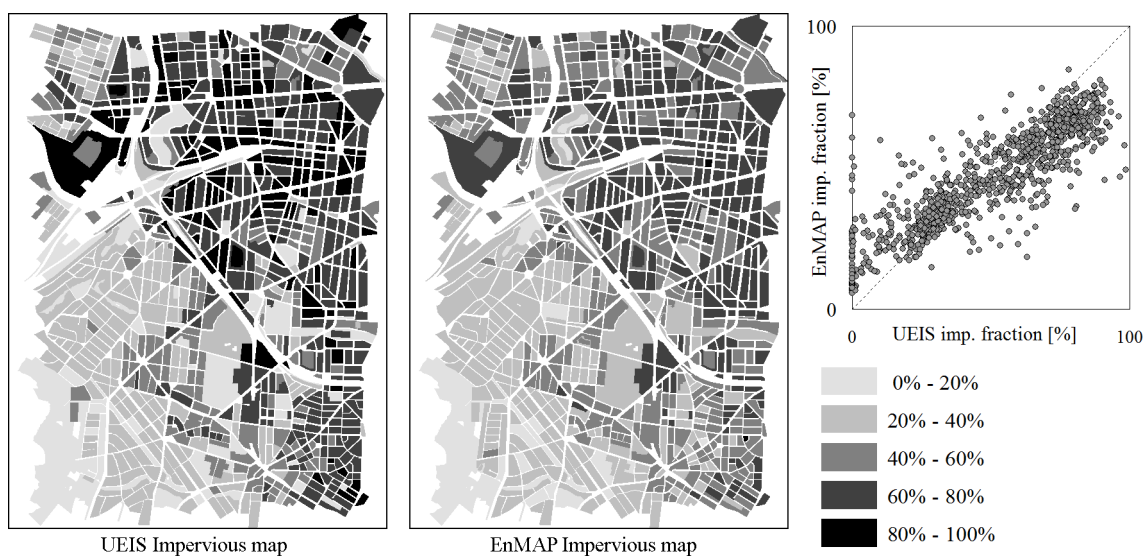 100
EnMAP imp. fraction [%]
0
0
UEIS imp. fraction [%]
100
0% - 20%
20% - 40%
40% - 60%
60% - 80%
80% - 100%
UEIS Impervious map
EnMAP Impervious map